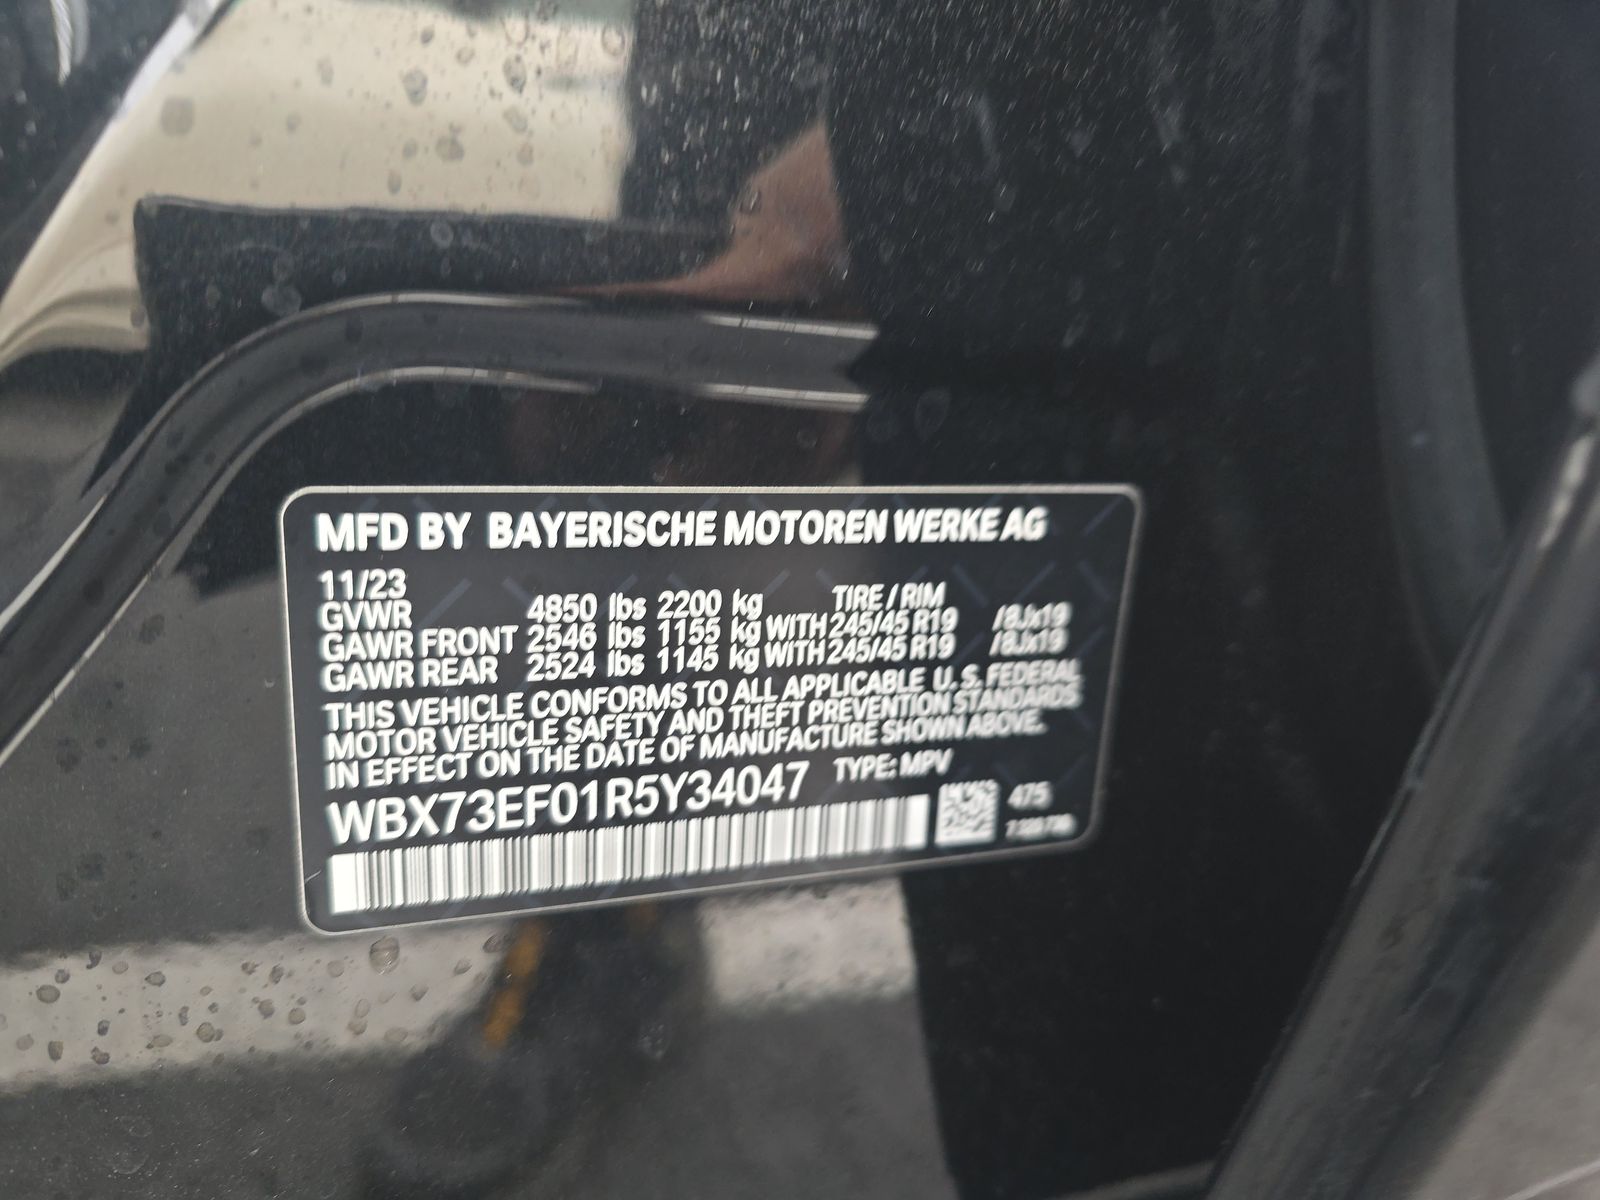 MFD BY BAYERISCHE MOTOREN WERKE AG
11/23
GVWR 4850 lbs 2200 kg TIRE / RIM
GAWR FRONT 2546 lbs 1155 kg WITH 245/45 R19 /8Jx19
GAWR REAR 2524 lbs 1145 kg WITH 245/45 R19 /8Jx19
THIS VEHICLE CONFORMS TO ALL APPLICABLE U.S. FEDERAL
MOTOR VEHICLE SAFETY AND THEFT PREVENTION STANDARDS
IN EFFECT ON THE DATE OF MANUFACTURE SHOWN ABOVE.
WBX73EF01R5Y34047 TYPE: MPV
475